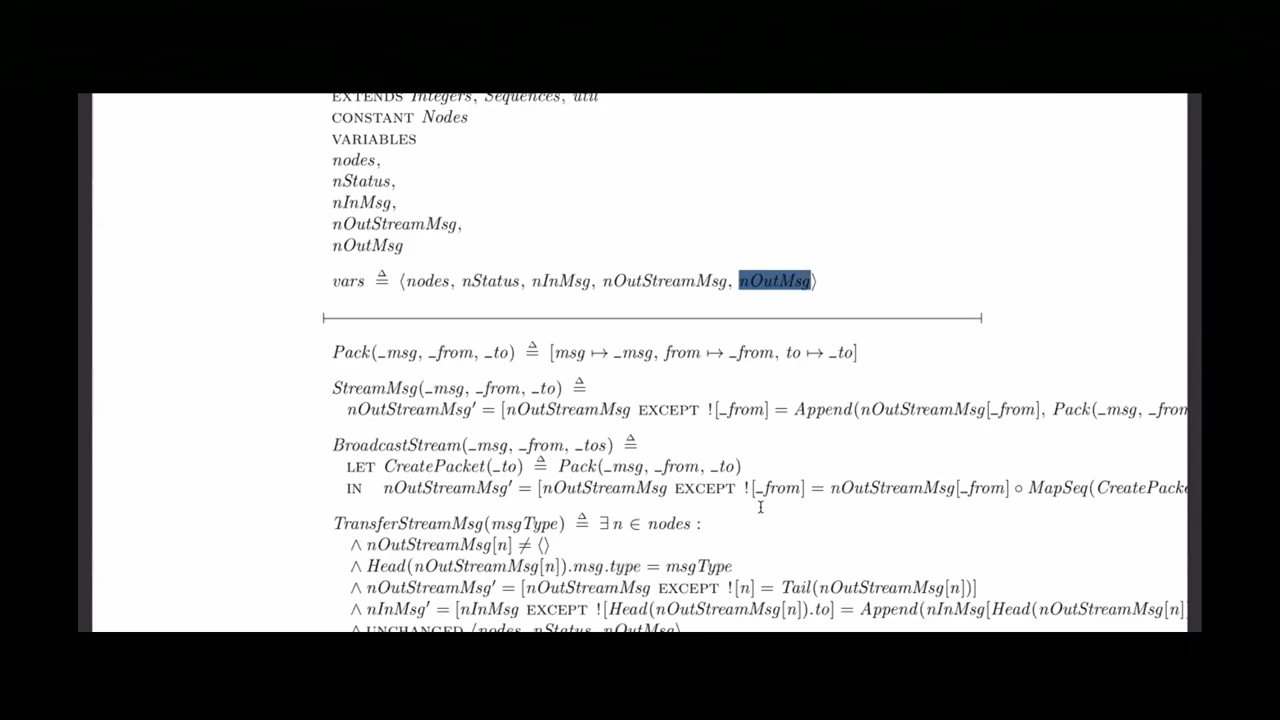 EXTENDS Integers, Sequences, util
CONSTANT Nodes
VARIABLES
nodes,
nStatus,
nInMsg,
nOutStreamMsg,
nOutMsg
vars ≜ ⟨nodes, nStatus, nInMsg, nOutStreamMsg, nOutMsg⟩
Pack(_msg, _from, _to) ≜ [msg ↦ _msg, from ↦ _from, to ↦ _to]
StreamMsg(_msg, _from, _to) ≜
nOutStreamMsg′ = [nOutStreamMsg EXCEPT ![_from] = Append(nOutStreamMsg[_from], Pack(_msg, _from
BroadcastStream(_msg, _from, _tos) ≜
LET CreatePacket(_to) ≜ Pack(_msg, _from, _to)
IN nOutStreamMsg′ = [nOutStreamMsg EXCEPT ![_from] = nOutStreamMsg[_from] ∘ MapSeq(CreatePacke
TransferStreamMsg(msgType) ≜ ∃ n ∈ nodes :
∧ nOutStreamMsg[n] ≠ ⟨⟩
∧ Head(nOutStreamMsg[n]).msg.type = msgType
∧ nOutStreamMsg′ = [nOutStreamMsg EXCEPT ![n] = Tail(nOutStreamMsg[n])]
∧ nInMsg′ = [nInMsg EXCEPT ![Head(nOutStreamMsg[n]).to] = Append(nInMsg[Head(nOutStreamMsg[n]
∧ UNCHANGED ⟨nodes, nStatus, nOutMsg⟩